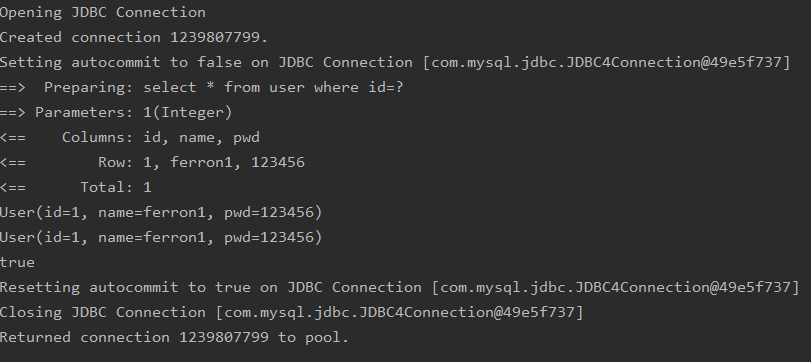 Opening JDBC Connection
Created connection 1239807799.
Setting autocommit to false on JDBC Connection [com.mysql.jdbc.JDBC4Connection@49e5f737]
==>  Preparing: select * from user where id=?
==> Parameters: 1(Integer)
<==    Columns: id, name, pwd
<==        Row: 1, ferron1, 123456
<==      Total: 1
User(id=1, name=ferron1, pwd=123456)
User(id=1, name=ferron1, pwd=123456)
true
Resetting autocommit to true on JDBC Connection [com.mysql.jdbc.JDBC4Connection@49e5f737]
Closing JDBC Connection [com.mysql.jdbc.JDBC4Connection@49e5f737]
Returned connection 1239807799 to pool.